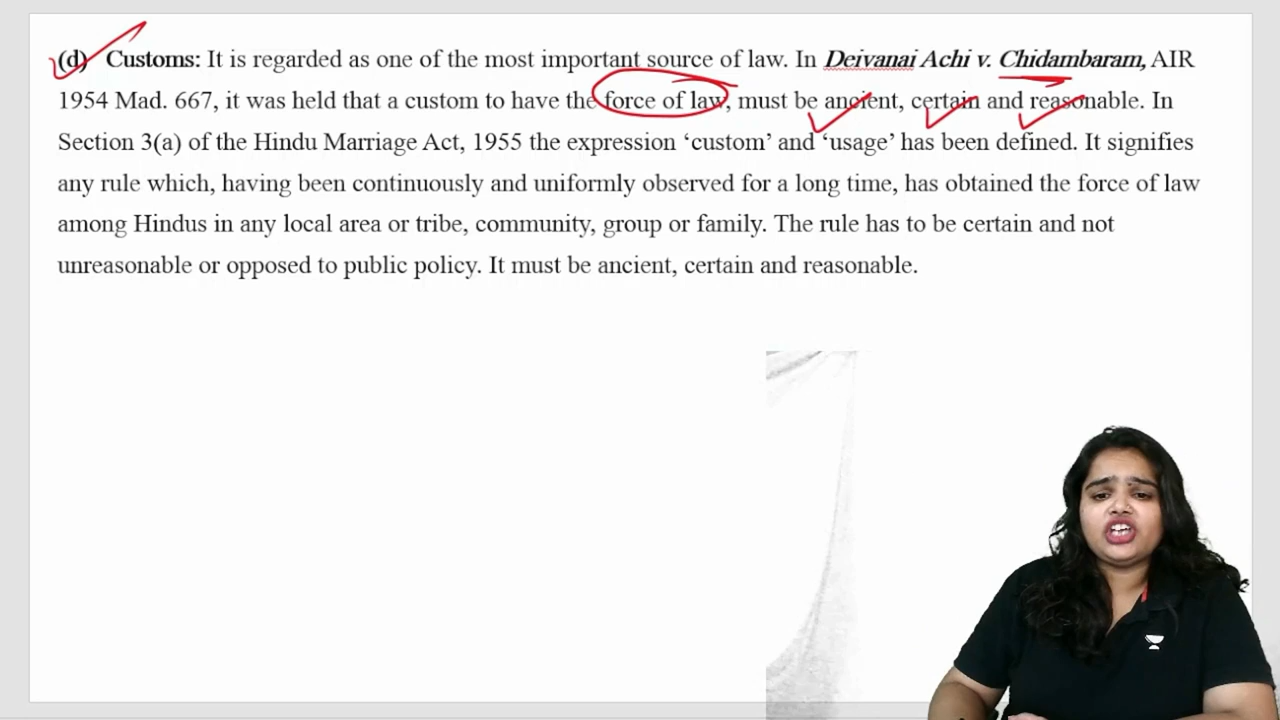 (d) Customs: It is regarded as one of the most important source of law. In Deivanai Achi v. Chidambaram, AIR
1954 Mad. 667, it was held that a custom to have the force of law, must be ancient, certain and reasonable. In
Section 3(a) of the Hindu Marriage Act, 1955 the expression ‘custom’ and ‘usage’ has been defined. It signifies
any rule which, having been continuously and uniformly observed for a long time, has obtained the force of law
among Hindus in any local area or tribe, community, group or family. The rule has to be certain and not
unreasonable or opposed to public policy. It must be ancient, certain and reasonable.